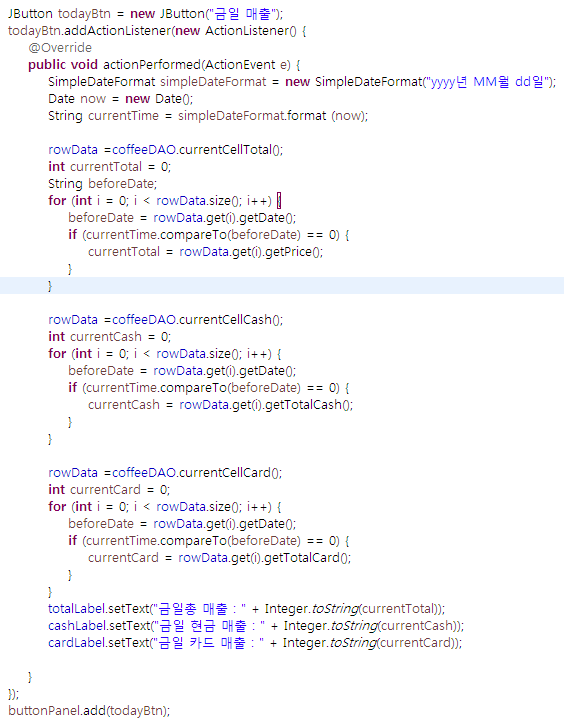 JButton todayBtn = new JButton("금일 매출");
todayBtn.addActionListener(new ActionListener() {
@Override
public void actionPerformed(ActionEvent e) {
SimpleDateFormat simpleDateFormat = new SimpleDateFormat("yyyy년 MM월 dd일");
Date now = new Date();
String currentTime = simpleDateFormat.format (now);
rowData =coffeeDAO.currentCellTotal();
int currentTotal = 0;
String beforeDate;
for (int i = 0; i < rowData.size(); i++) {
beforeDate = rowData.get(i).getDate();
if (currentTime.compareTo(beforeDate) == 0) {
currentTotal = rowData.get(i).getPrice();
}
}
rowData =coffeeDAO.currentCellCash();
int currentCash = 0;
for (int i = 0; i < rowData.size(); i++) {
beforeDate = rowData.get(i).getDate();
if (currentTime.compareTo(beforeDate) == 0) {
currentCash = rowData.get(i).getTotalCash();
}
}
rowData =coffeeDAO.currentCellCard();
int currentCard = 0;
for (int i = 0; i < rowData.size(); i++) {
beforeDate = rowData.get(i).getDate();
if (currentTime.compareTo(beforeDate) == 0) {
currentCard = rowData.get(i).getTotalCard();
}
}
totalLabel.setText("금일총 매출 : " + Integer.toString(currentTotal));
cashLabel.setText("금일 현금 매출 : " + Integer.toString(currentCash));
cardLabel.setText("금일 카드 매출 : " + Integer.toString(currentCard));
}
});
buttonPanel.add(todayBtn);